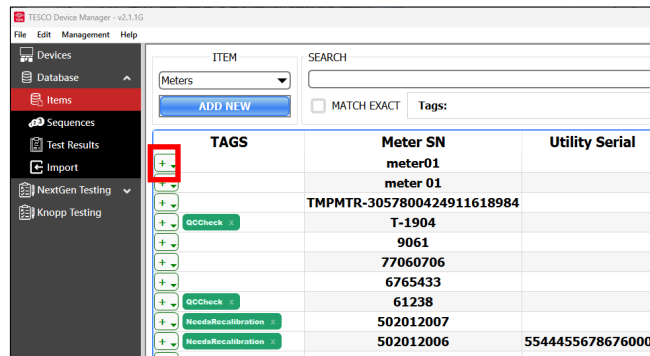 TESCO Device Manager - v2.1.1G
File Edit Management Help
Devices
Database
Items
Sequences
Test Results
Import
NextGen Testing
Knopp Testing
ITEM
Meters
ADD NEW
SEARCH
MATCH EXACT Tags:
TAGS Meter SN Utility Serial
+ meter01
+ meter 01
+ TMPMTR-3057800424911618984
+ QCCheck x T-1904
+ 9061
+ 77060706
+ 6765433
+ QCCheck x 61238
+ NeedsRecalibration x 502012007
+ NeedsRecalibration x 502012006 5544455678676000